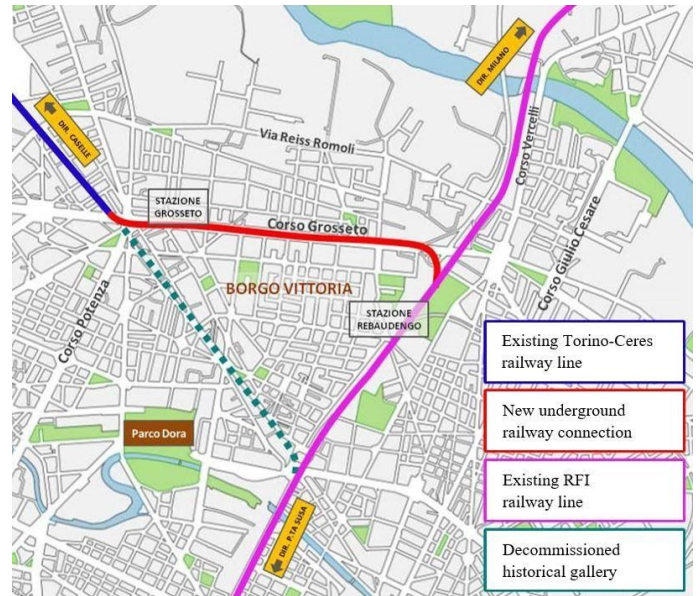 DIR. MILANO
DIR. CASELLE
Via Reiss Romoli
Corso Vercelli
STAZIONE
GROSSETO
Corso Grosseto
Corso Giulio Cesare
BORGO VITTORIA
STAZIONE
REBAUDENGO
Corso Potenza
Parco Dora
DIR. P.TA SUSA
Existing Torino-Ceres
railway line
New underground
railway connection
Existing RFI
railway line
Decommissioned
historical gallery